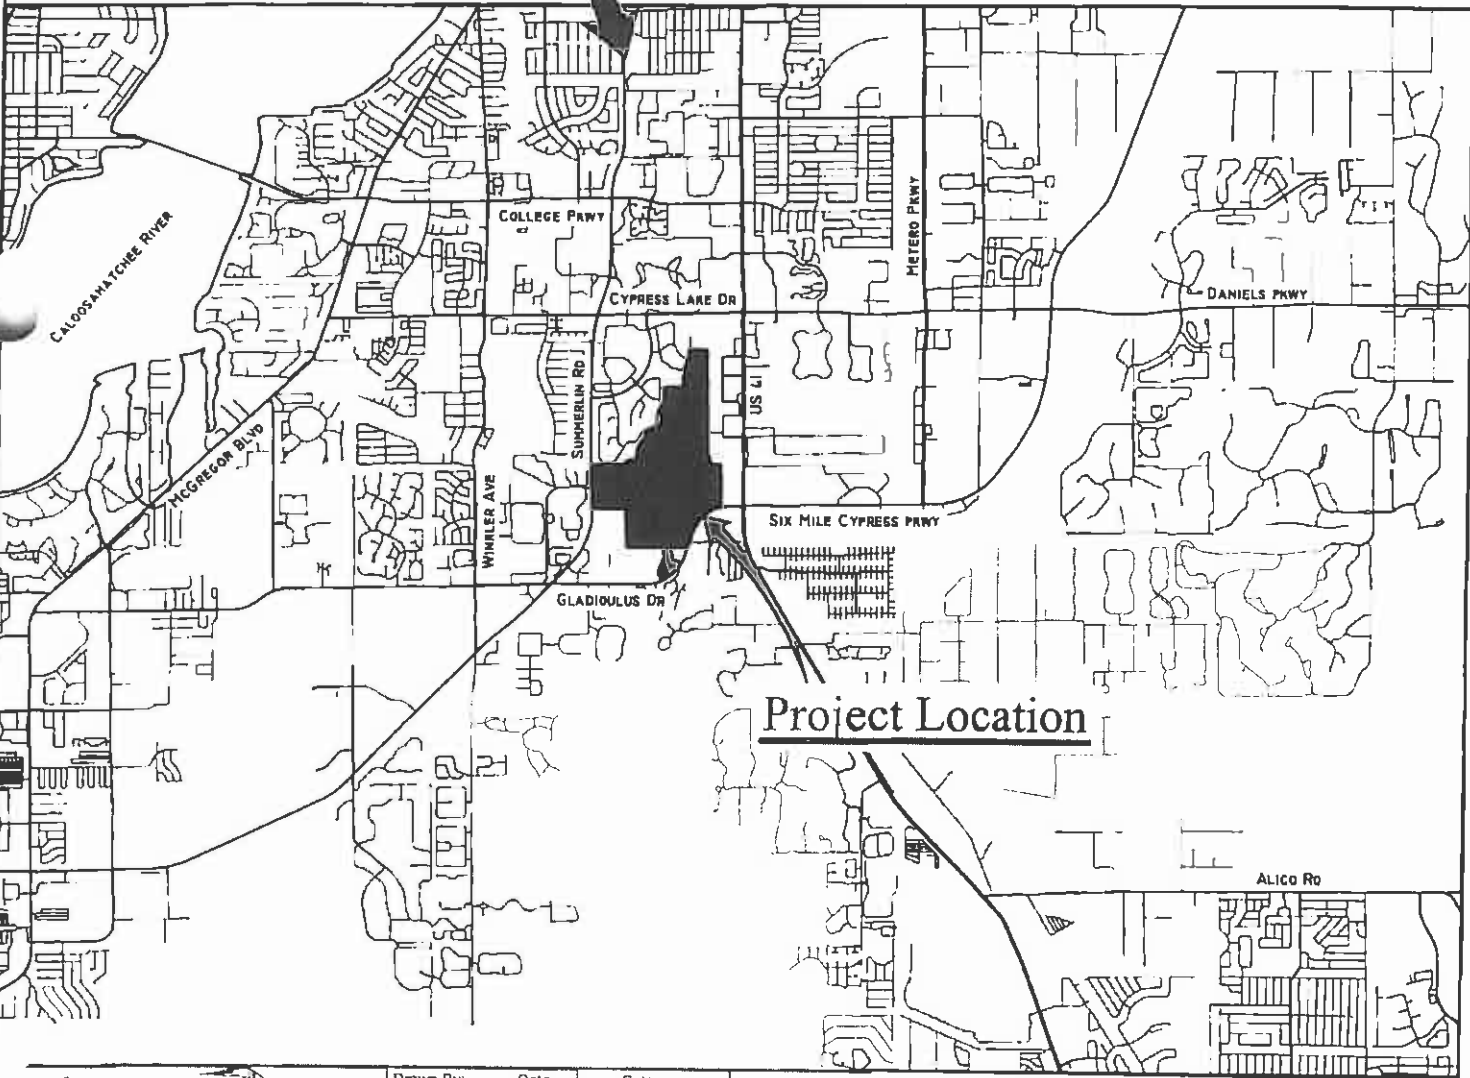 COLLEGE PKWY
METERO PKWY
CALOOSAHATCHEE RIVER
CYPRESS LAKE DR
DANIELS PKWY
SUMMERLIN RD
US 41
MCGREGOR BLVD
WINKLER AVE
SIX MILE CYPRESS PKWY
GLADIOULUS DR
Project Location
ALICO RD